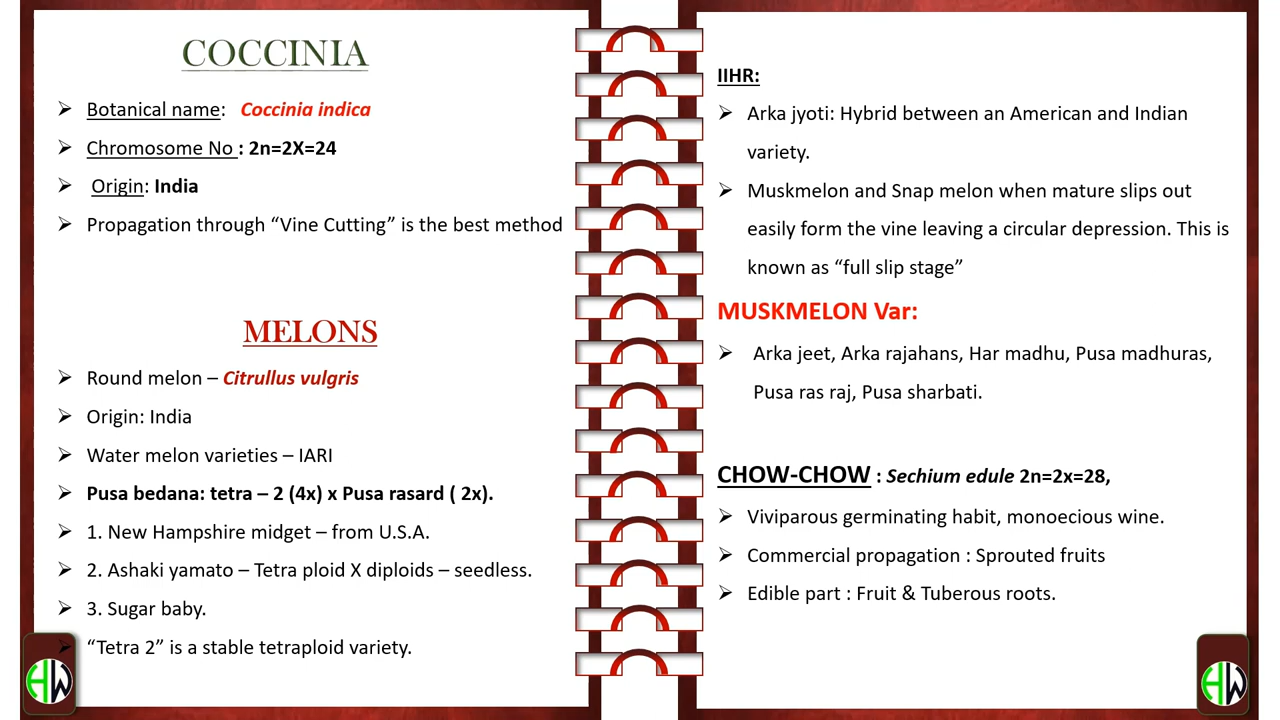 COCCINIA
➢ Botanical name: Coccinia indica
➢ Chromosome No : 2n=2X=24
➢ Origin: India
➢ Propagation through “Vine Cutting” is the best method
MELONS
➢ Round melon – Citrullus vulgris
➢ Origin: India
➢ Water melon varieties – IARI
➢ Pusa bedana: tetra – 2 (4x) x Pusa rasard ( 2x).
➢ 1. New Hampshire midget – from U.S.A.
➢ 2. Ashaki yamato – Tetra ploid X diploids – seedless.
➢ 3. Sugar baby.
➢ “Tetra 2” is a stable tetraploid variety.
HW
IIHR:
➢ Arka jyoti: Hybrid between an American and Indian
variety.
➢ Muskmelon and Snap melon when mature slips out
easily form the vine leaving a circular depression. This is
known as “full slip stage”
MUSKMELON Var:
➢ Arka jeet, Arka rajahans, Har madhu, Pusa madhuras,
Pusa ras raj, Pusa sharbati.
CHOW-CHOW : Sechium edule 2n=2x=28,
➢ Viviparous germinating habit, monoecious wine.
➢ Commercial propagation : Sprouted fruits
➢ Edible part : Fruit & Tuberous roots.
HW